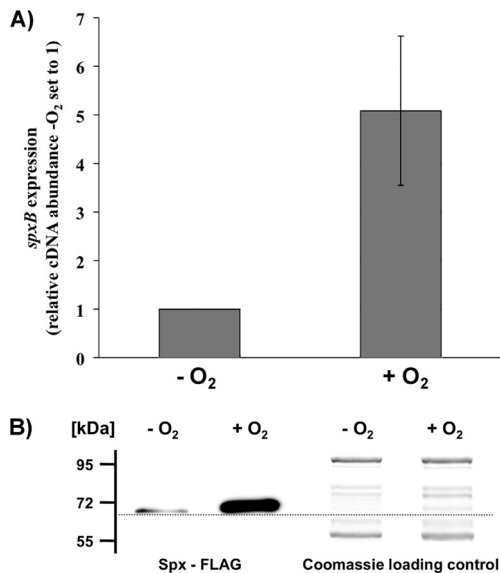 A)
spxB expression
(relative cDNA abundance -O₂ set to 1)
7
6
5
4
3
2
1
0
- O₂ + O₂
B) [kDa] - O₂ + O₂ - O₂ + O₂
95
72
55
Spx - FLAG Coomassie loading control